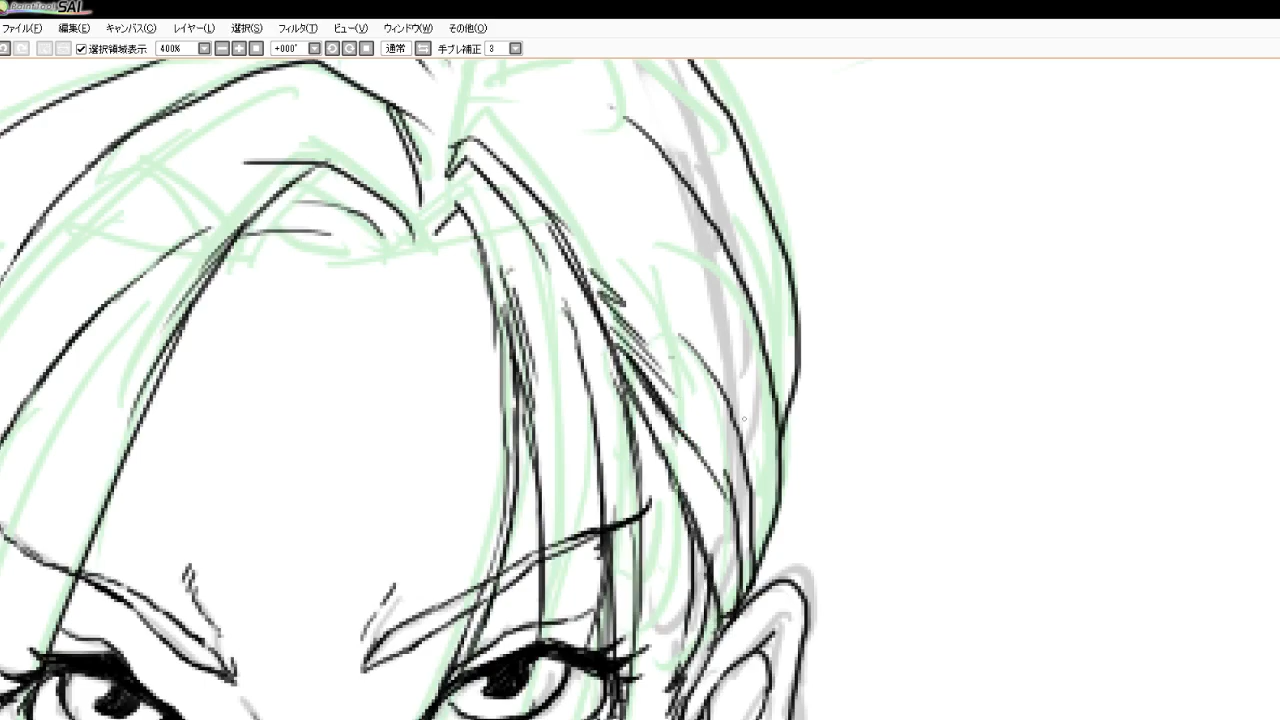 PaintTool SAI
ファイル(F) 編集(E) キャンバス(C) レイヤー(L) 選択(S) フィルタ(T) ビュー(V) ウィンドウ(W) その他(O)
選択領域表示 400% +000° 通常 手ブレ補正 3